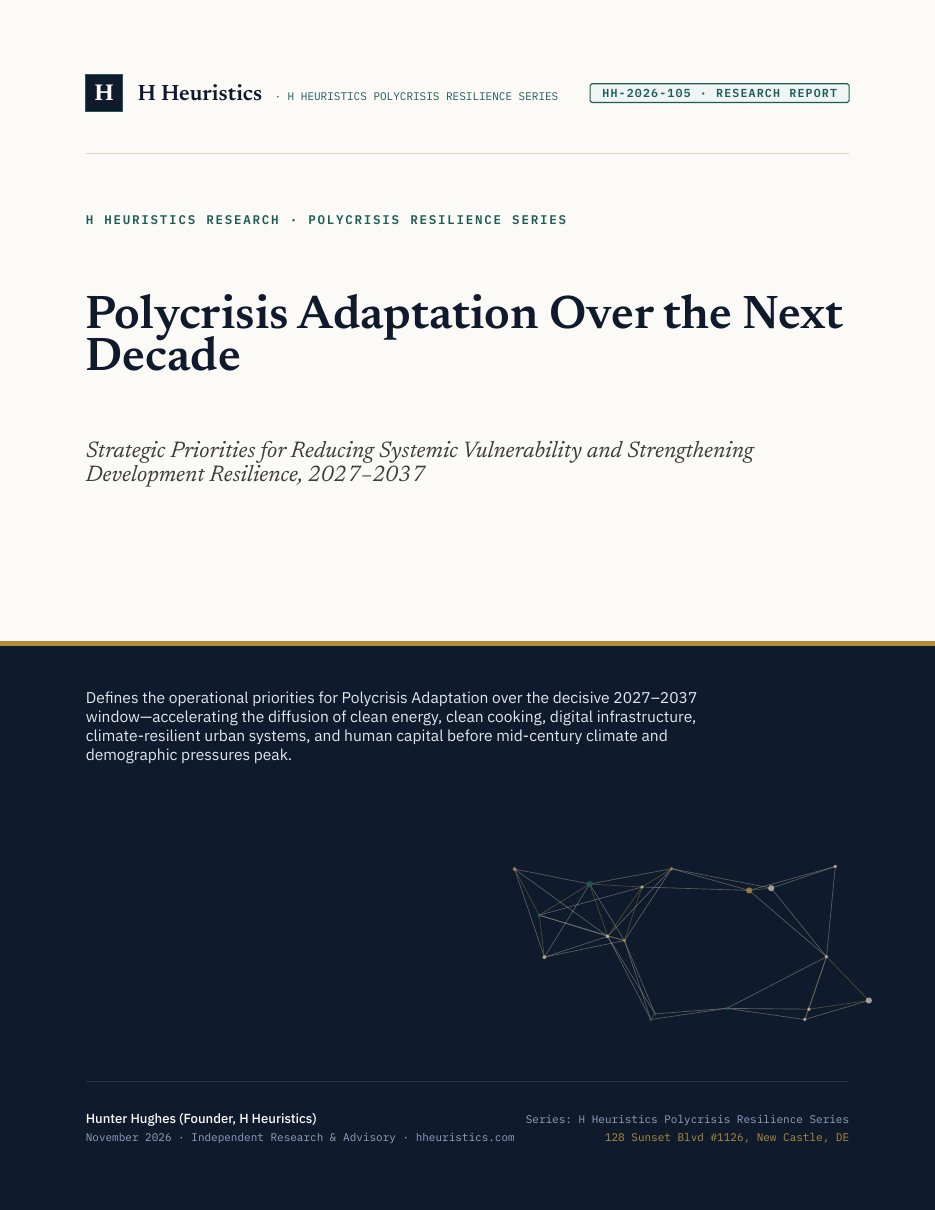 H
H Heuristics · H HEURISTICS POLYCRISIS RESILIENCE SERIES
HH-2026-105 · RESEARCH REPORT
H HEURISTICS RESEARCH · POLYCRISIS RESILIENCE SERIES
Polycrisis Adaptation Over the Next
Decade
Strategic Priorities for Reducing Systemic Vulnerability and Strengthening
Development Resilience, 2027–2037
Defines the operational priorities for Polycrisis Adaptation over the decisive 2027–2037
window—accelerating the diffusion of clean energy, clean cooking, digital infrastructure,
climate-resilient urban systems, and human capital before mid-century climate and
demographic pressures peak.
Hunter Hughes (Founder, H Heuristics)
November 2026 · Independent Research & Advisory · hheuristics.com
Series: H Heuristics Polycrisis Resilience Series
128 Sunset Blvd #1126, New Castle, DE